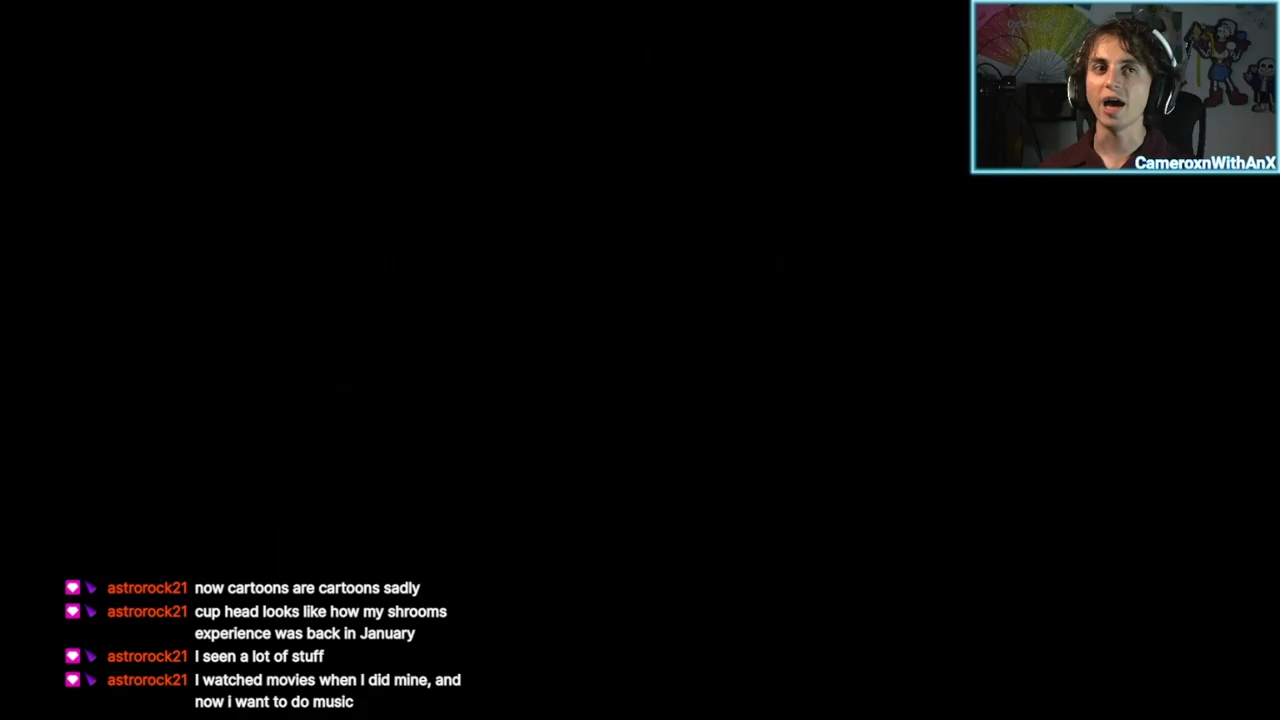 CameroxnWithAnX
astrorock21 now cartoons are cartoons sadly
astrorock21 cup head looks like how my shrooms
experience was back in January
astrorock21 I seen a lot of stuff
astrorock21 I watched movies when I did mine, and
now i want to do music